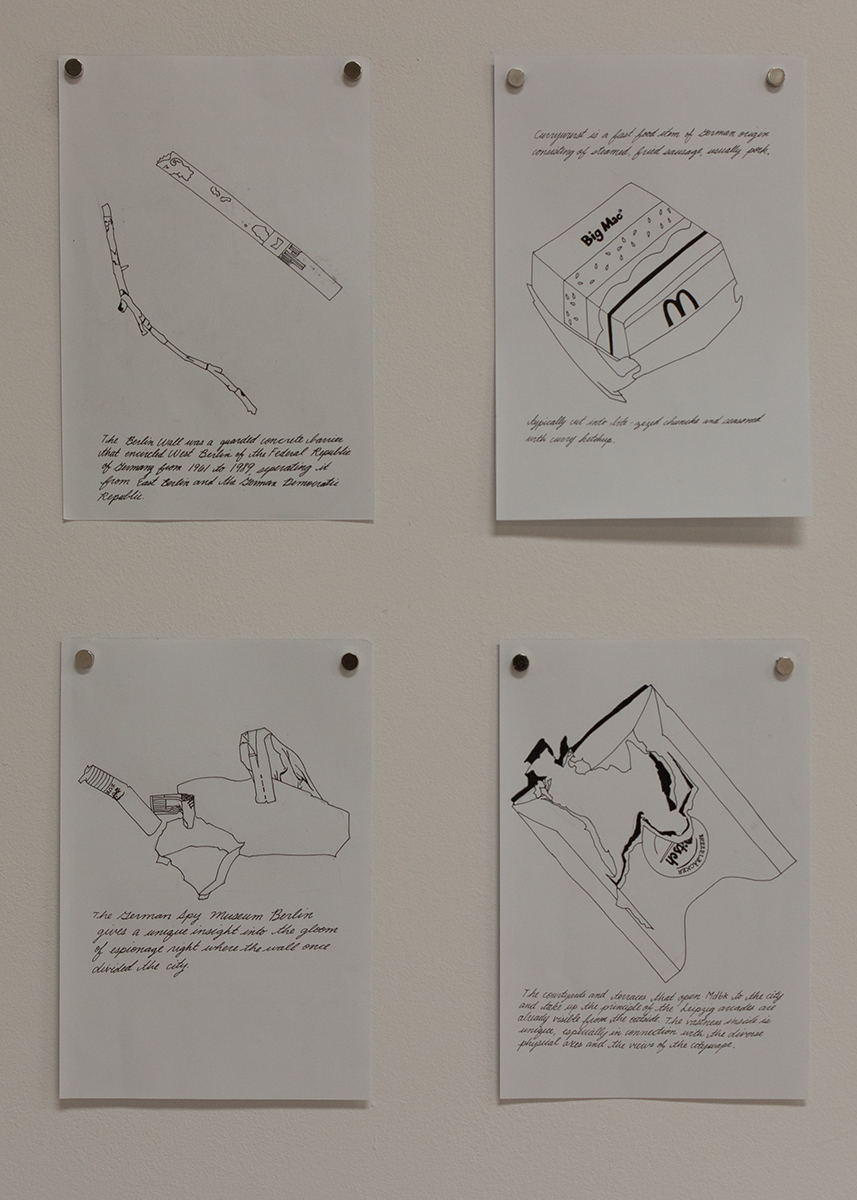 The Berlin Wall was a guarded concrete barrier
that encircled West Berlin of the Federal Republic
of Germany from 1961 to 1989, seperating it
from East Berlin and the German Democratic
Republic.
Currywurst is a fast food item of German origin
consisting of steamed, fried sausage, usually pork,
Big Mac®
typically cut into bite-sized chuncks and seasoned
with curry ketchup.
The German Spy Museum Berlin
gives a unique insight into the gloom
of espionage right where the wall once
divided the city.
itsch
The courtyards and terraces that open MdbK to the city
and take up the principle of the Leipzig arcades are
already visible from the outside. The vastness inside is
unique, especially in connection with the diverse
physical axes and the views of the cityscape.